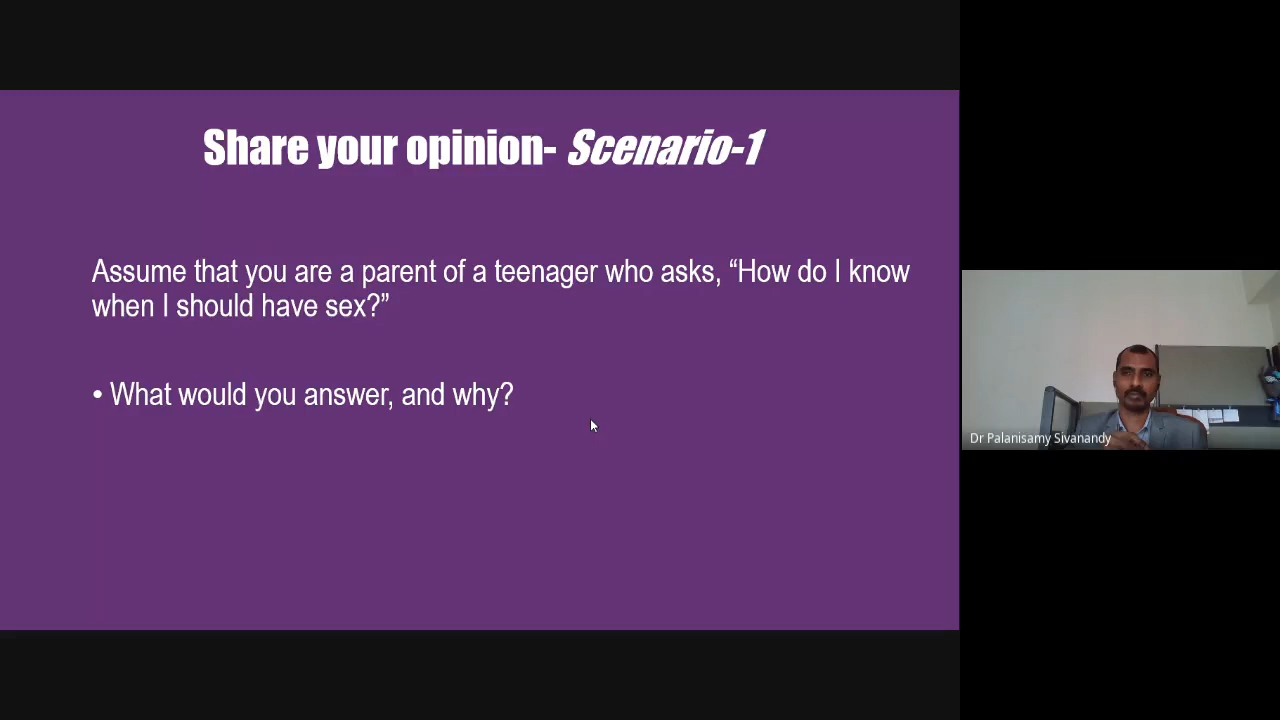 Share your opinion- Scenario-1
Assume that you are a parent of a teenager who asks, “How do I know
when I should have sex?”
• What would you answer, and why?
Dr Palanisamy Sivanandy